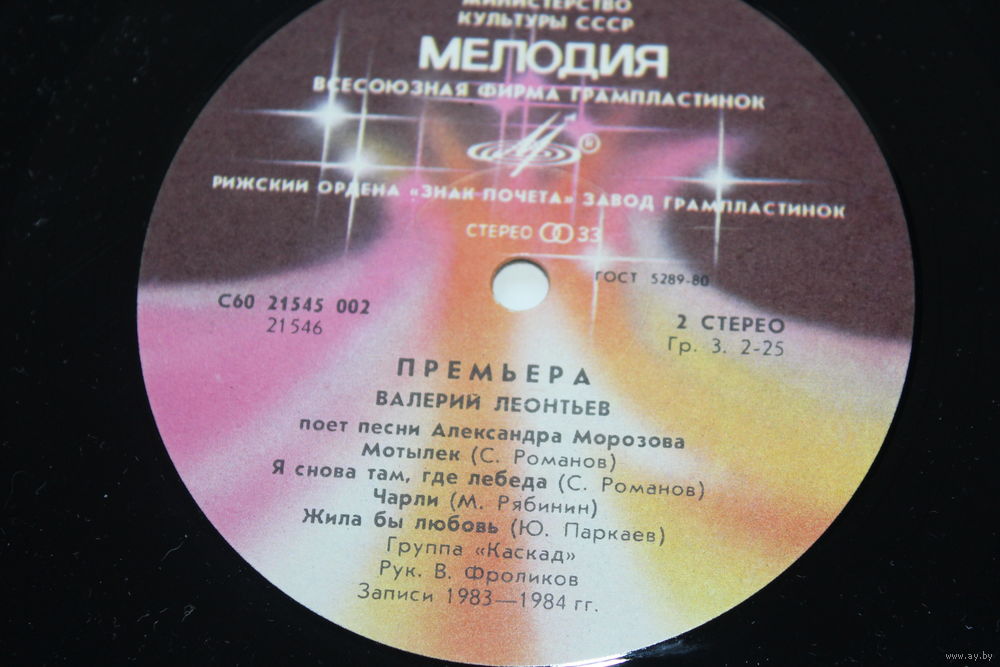 МИНИСТЕРСТВО
КУЛЬТУРЫ СССР
МЕЛОДИЯ
ВСЕСОЮЗНАЯ ФИРМА ГРАМПЛАСТИНОК
РИЖСКИЙ ОРДЕНА «ЗНАК ПОЧЕТА» ЗАВОД ГРАМПЛАСТИНОК
СТЕРЕО 33
ГОСТ 5289-80
С60 21545 002
21546
2 СТЕРЕО
Гр. 3. 2-25
ПРЕМЬЕРА
ВАЛЕРИЙ ЛЕОНТЬЕВ
поет песни Александра Морозова
Мотылек (С. Романов)
Я снова там, где лебеда (С. Романов)
Чарли (М. Рябинин)
Жила бы любовь (Ю. Паркаев)
Группа «Каскад»
Рук. В. Фроликов
Записи 1983—1984 гг.
www.ay.by